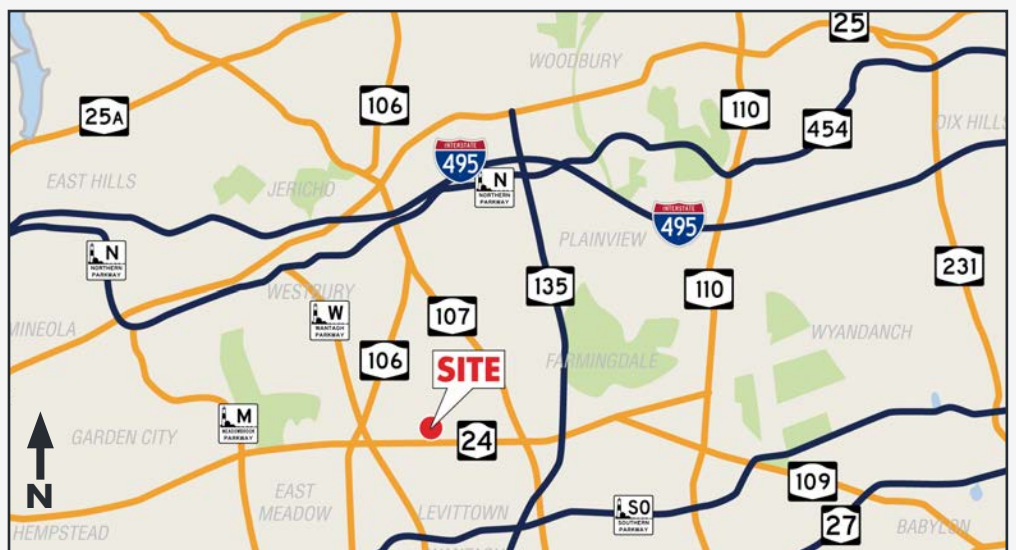 25
WOODBURY
25A
106
110
454
DIX HILLS
INTERSTATE
495
N
NORTHERN
PARKWAY
EAST HILLS
JERICHO
INTERSTATE
495
PLAINVIEW
N
NORTHERN
PARKWAY
231
135
110
WESTBURY
W
WANTAGH
PARKWAY
107
MINEOLA
WYANDANCH
106
SITE
FARMINGDALE
M
MEADOWBROOK
PARKWAY
GARDEN CITY
24
N
EAST
MEADOW
LEVITTOWN
109
SO
SOUTHERN
PARKWAY
27
BABYLON
HEMPSTEAD
WANTAGH